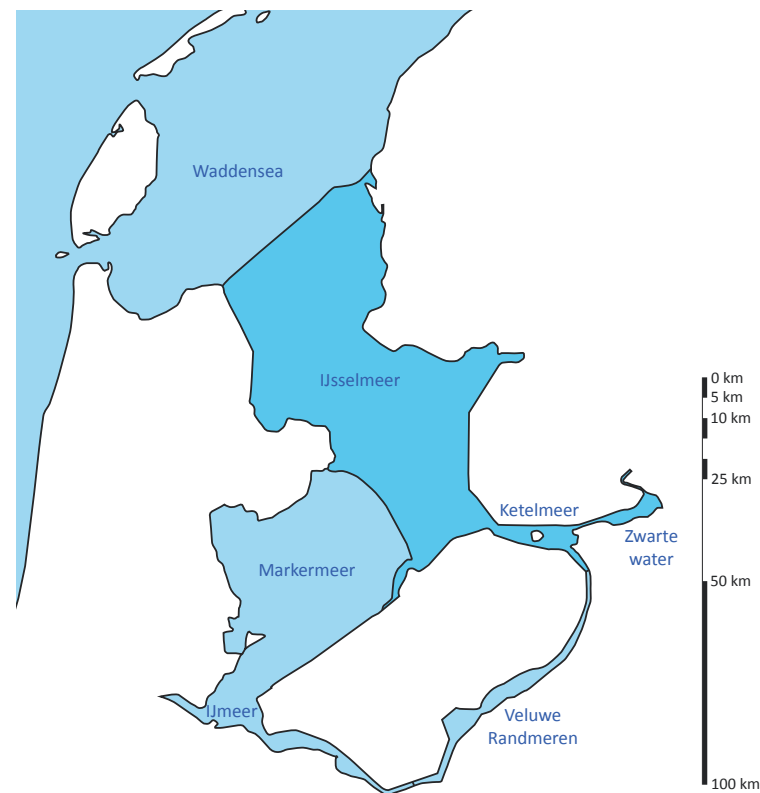 Waddensea
IJsselmeer
0 km
5 km
10 km
25 km
Ketelmeer
Zwarte
water
Markermeer
50 km
IJmeer
Veluwe
Randmeren
100 km